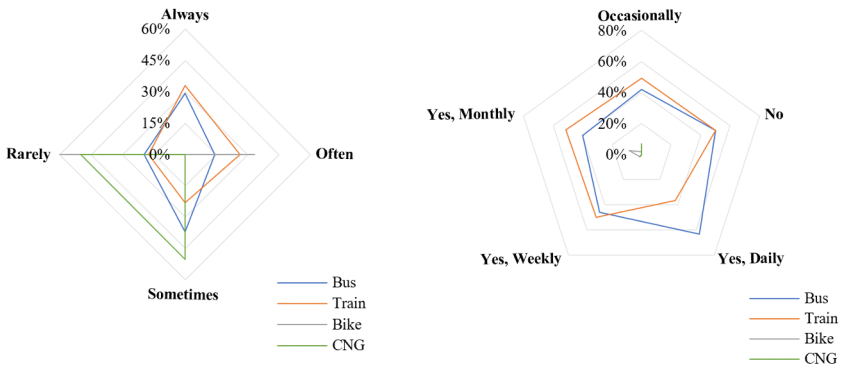 Always
60%
45%
30%
15%
0%
Rarely
Often
Sometimes
Bus
Train
Bike
CNG
Occasionally
80%
60%
40%
20%
0%
Yes, Monthly
No
Yes, Weekly
Yes, Daily
Bus
Train
Bike
CNG